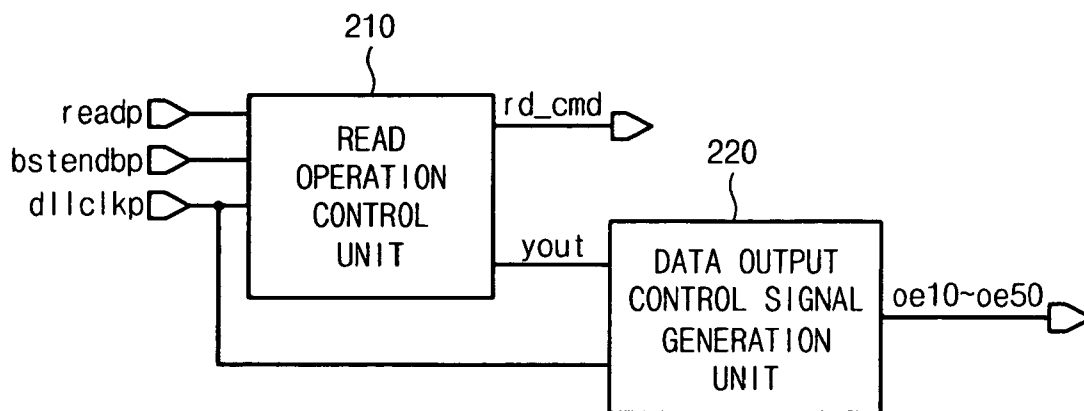 210
readp
bstendbp
dllclkp
READ
OPERATION
CONTROL
UNIT
rd_cmd
yout
220
DATA OUTPUT
CONTROL SIGNAL
GENERATION
UNIT
oe10~oe50